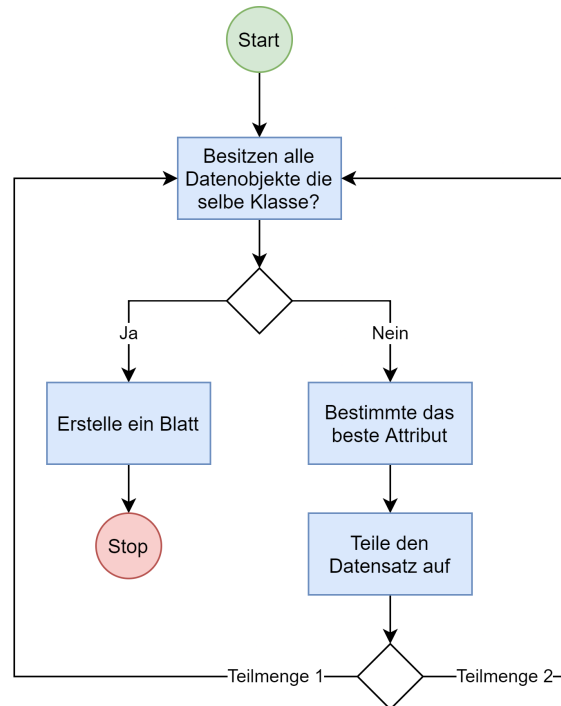 Start
Besitzen alle
Datenobjekte die
selbe Klasse?
Ja
Nein
Erstelle ein Blatt
Bestimmte das
beste Attribut
Stop
Teile den
Datensatz auf
Teilmenge 1
Teilmenge 2